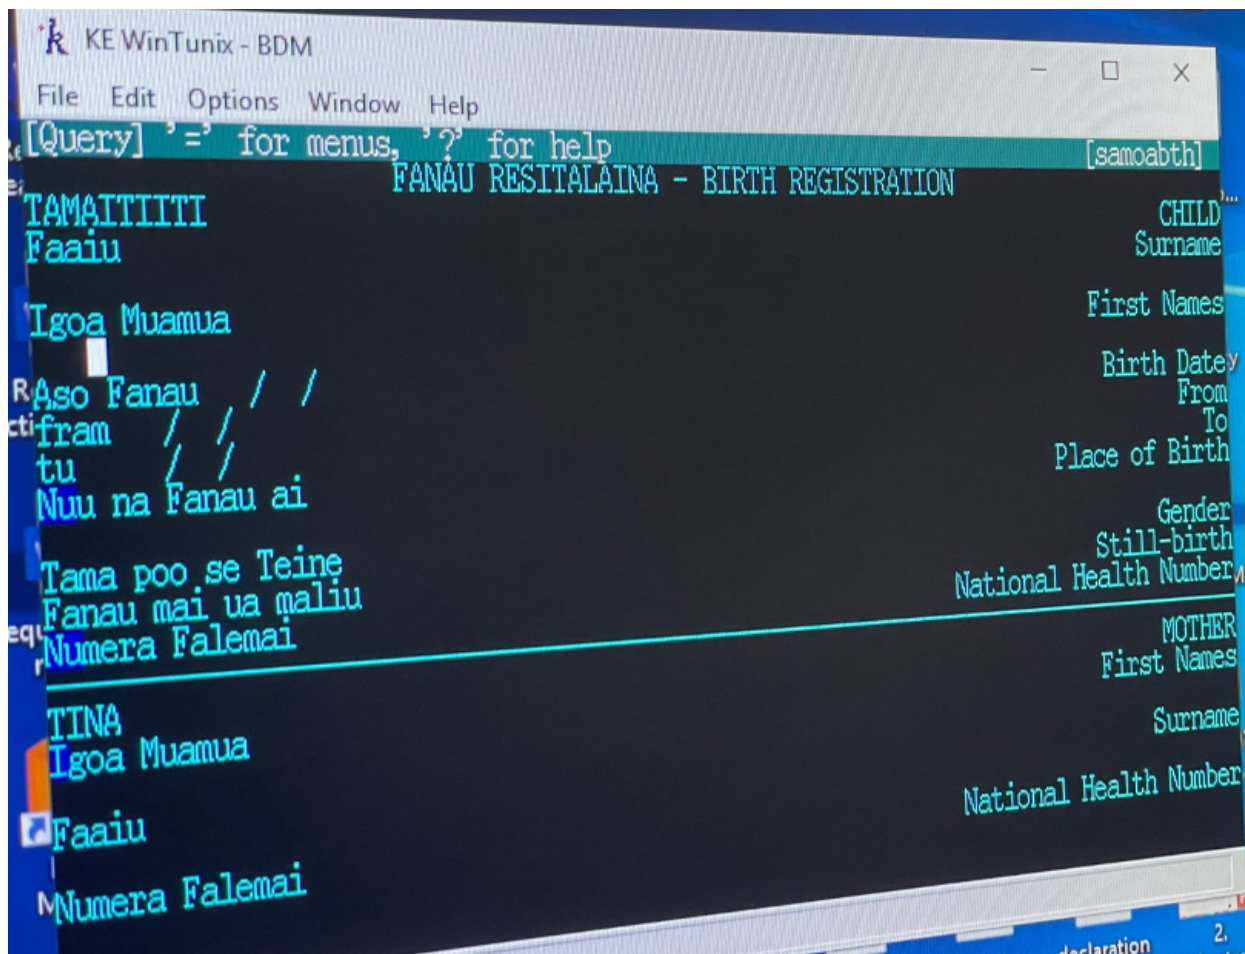 KE WinTunix - BDM
File Edit Options Window Help
[Query] '=' for menus, '?' for help [samoabth]
FANAU RESITALAINA - BIRTH REGISTRATION
TAMAITIITI CHILD
Faaiu Surname
Igoa Muamua First Names
Aso Fanau / / Birth Date
fram / / From
tu / / To
Nuu na Fanau ai Place of Birth
Tama poo se Teine Gender
Fanau mai ua maliu Still-birth
Numera Falemai National Health Number
TINA MOTHER
Igoa Muamua First Names
Faaiu Surname
Numera Falemai National Health Number
declaration
2.